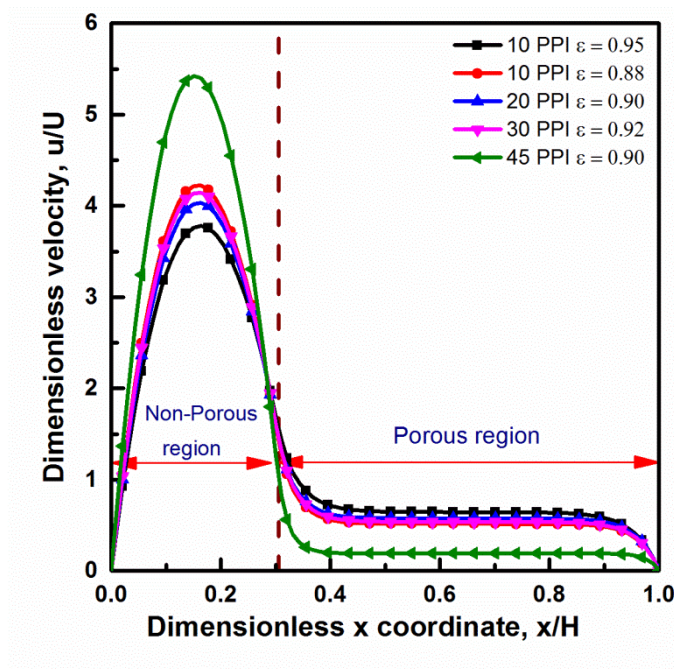 6
5
4
3
2
1
0
Dimensionless velocity, u/U
10 PPI ε = 0.95
10 PPI ε = 0.88
20 PPI ε = 0.90
30 PPI ε = 0.92
45 PPI ε = 0.90
Non-Porous
region
Porous region
0.0 0.2 0.4 0.6 0.8 1.0
Dimensionless x coordinate, x/H